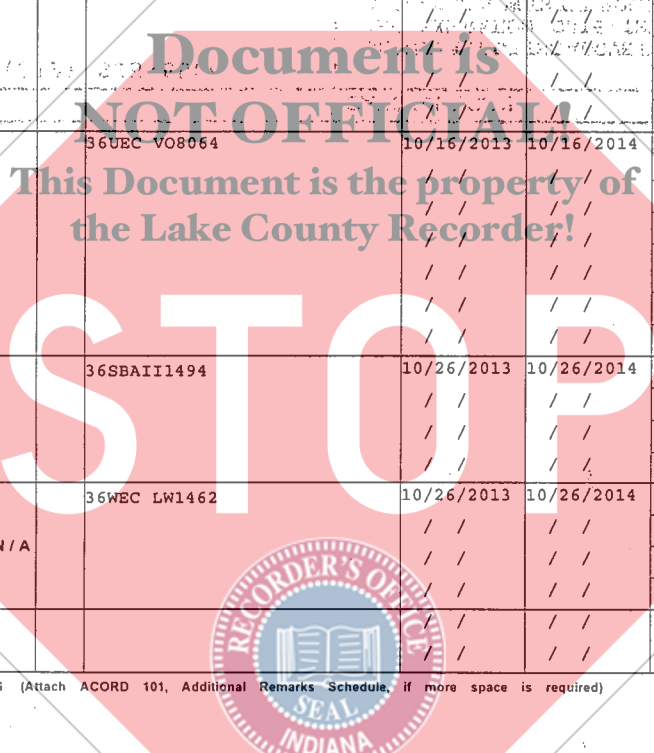 Document is
NOT OFFICIAL!
36UEC VO8064 10/16/2013 10/16/2014
This Document is the property of
the Lake County Recorder!
/ / / /
/ / / /
/ / / /
STOP
36SBAII1494 10/26/2013 10/26/2014
/ / / /
/ / / /
/ / / /
36WEC LW1462 10/26/2013 10/26/2014
/ / / /
N/A / / / /
/ / / /
/ / / /
/ / / /
RECORDER'S OFFICE
SEAL
INDIANA
(Attach ACORD 101, Additional Remarks Schedule, if more space is required)